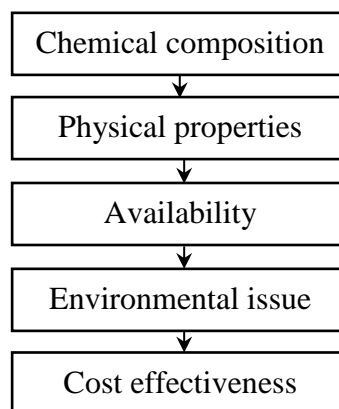 Chemical composition
Physical properties
Availability
Environmental issue
Cost effectiveness